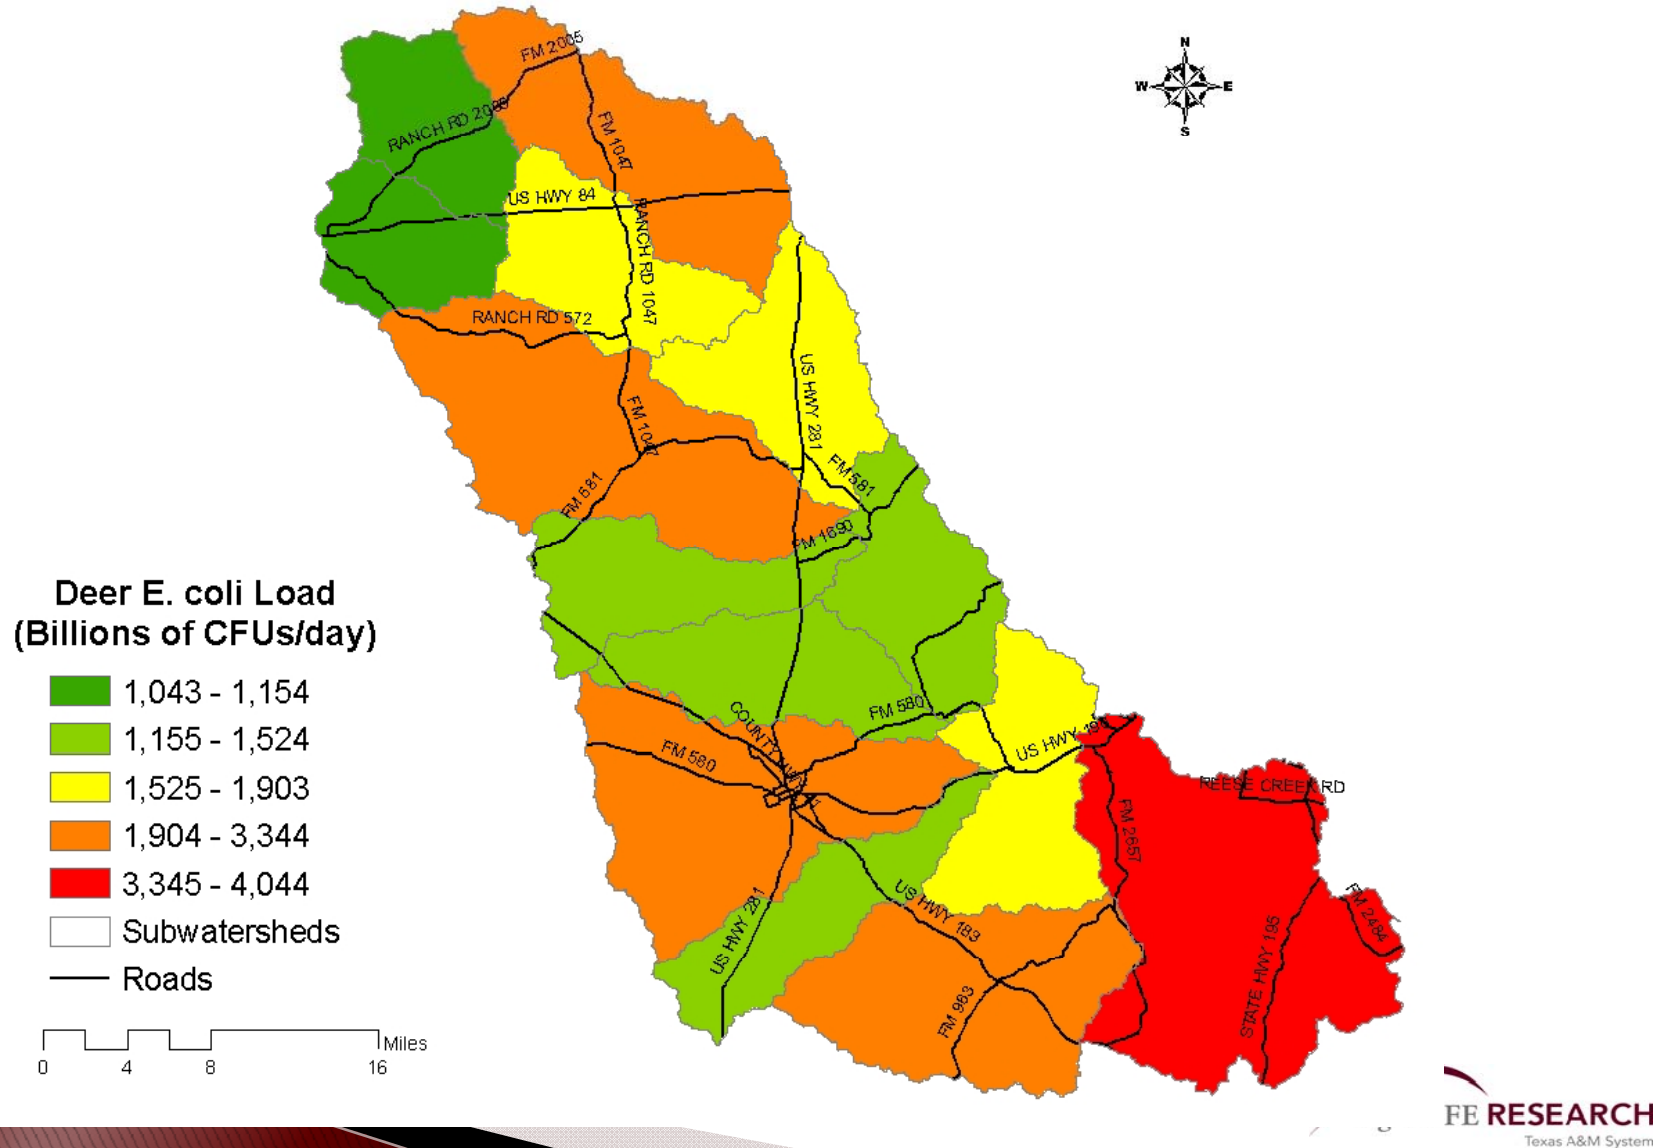 N
W E
S
FM 2005
RANCH RD 2005
FM 1047
US HWY 84
RANCH RD 1047
RANCH RD 572
US HWY 281
FM 1047
FM 581
FM 581
FM 1690
FM 580
COUNTY HWY
FM 580
US HWY 190
REESE CREEK RD
FM 2657
US HWY 183
US HWY 281
FM 2484
STATE HWY 195
FM 963
Deer E. coli Load
(Billions of CFUs/day)
1,043 - 1,154
1,155 - 1,524
1,525 - 1,903
1,904 - 3,344
3,345 - 4,044
Subwatersheds
Roads
Miles
0 4 8 16
FE RESEARCH
Texas A&M System